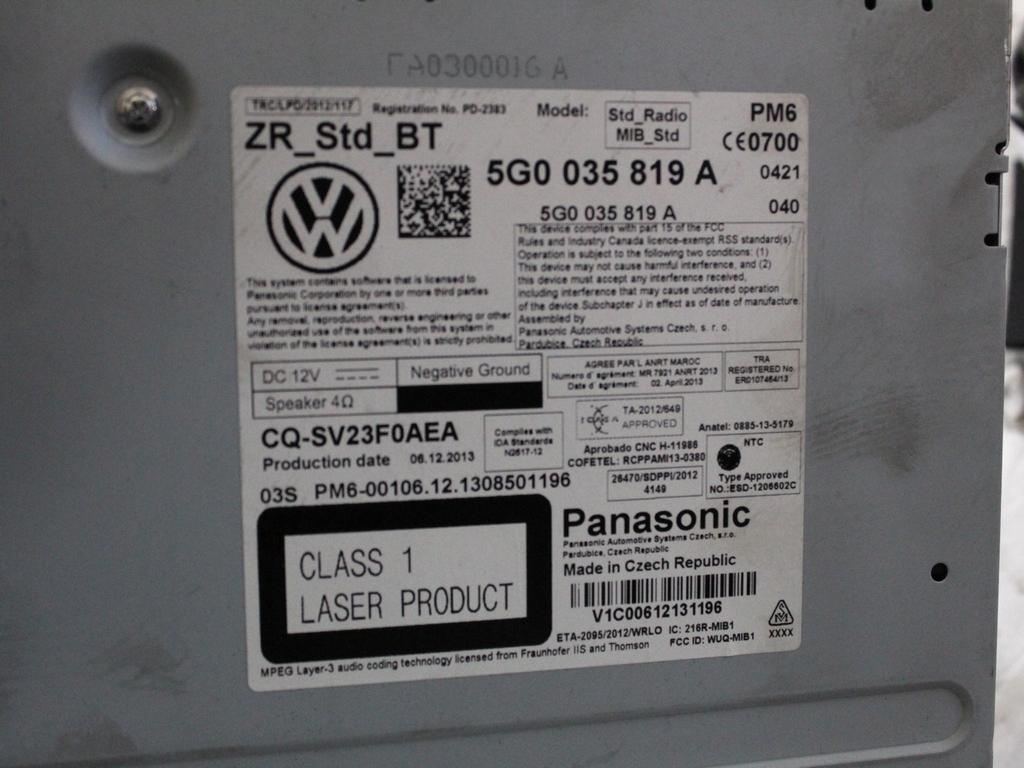 FA0300016 A
TRC/LPD/2012/117 Registration No. PD-2383 Model: Std_Radio MIB_Std PM6
ZR_Std_BT
CE0700
5G0 035 819 A 0421
5G0 035 819 A 040
This device complies with part 15 of the FCC
Rules and Industry Canada licence-exempt RSS standard(s).
Operation is subject to the following two conditions: (1)
This device may not cause harmful interference, and (2)
this device must accept any interference received,
including interference that may cause undesired operation
of the device Subchapter J in effect as of date of manufacture.
Assembled by
Panasonic Automotive Systems Czech, s. r. o.
Pardubice, Czech Republic
This system contains software that is licensed to
Panasonic Corporation by one or more third parties
pursuant to license agreement(s).
Any removal, reproduction, reverse engineering or other
unauthorized use of the software from this system in
violation of the license agreement(s) is strictly prohibited.
DC 12V Negative Ground
Speaker 4Ω
AGREE PAR'L ANRT MAROC
Numero d'agrément: MR 7921 ANRT 2013
Date d'agrément: 02. April.2013
TRA
REGISTERED No.
ER0107464/13
CQ-SV23F0AEA
Production date 06.12.2013
Complies with
IDA Standards
N2617-12
TA-2012/649
APPROVED
Anatel: 0885-13-5179
Aprobado CNC H-11986
COFETEL: RCPPAMI13-0380
NTC
Type Approved
NO.:ESD-1206602C
26470/SDPPI/2012
4149
03S PM6-00106.12.1308501196
CLASS 1
LASER PRODUCT
Panasonic
Panasonic Automotive Systems Czech, s.r.o.
Pardubice, Czech Republic
Made in Czech Republic
V1C00612131196
ETA-2095/2012/WRLO IC: 216R-MIB1
FCC ID: WUQ-MIB1
XXXX
MPEG Layer-3 audio coding technology licensed from Fraunhofer IIS and Thomson